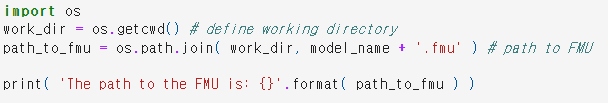 import os
work_dir = os.getcwd() # define working directory
path_to_fmu = os.path.join( work_dir, model_name + '.fmu' ) # path to FMU
print( 'The path to the FMU is: {}'.format( path_to_fmu ) )